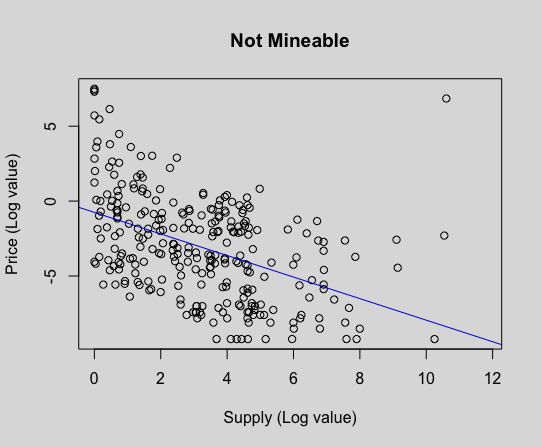 Not Mineable
Price (Log value)
5
0
-5
0 2 4 6 8 10 12
Supply (Log value)